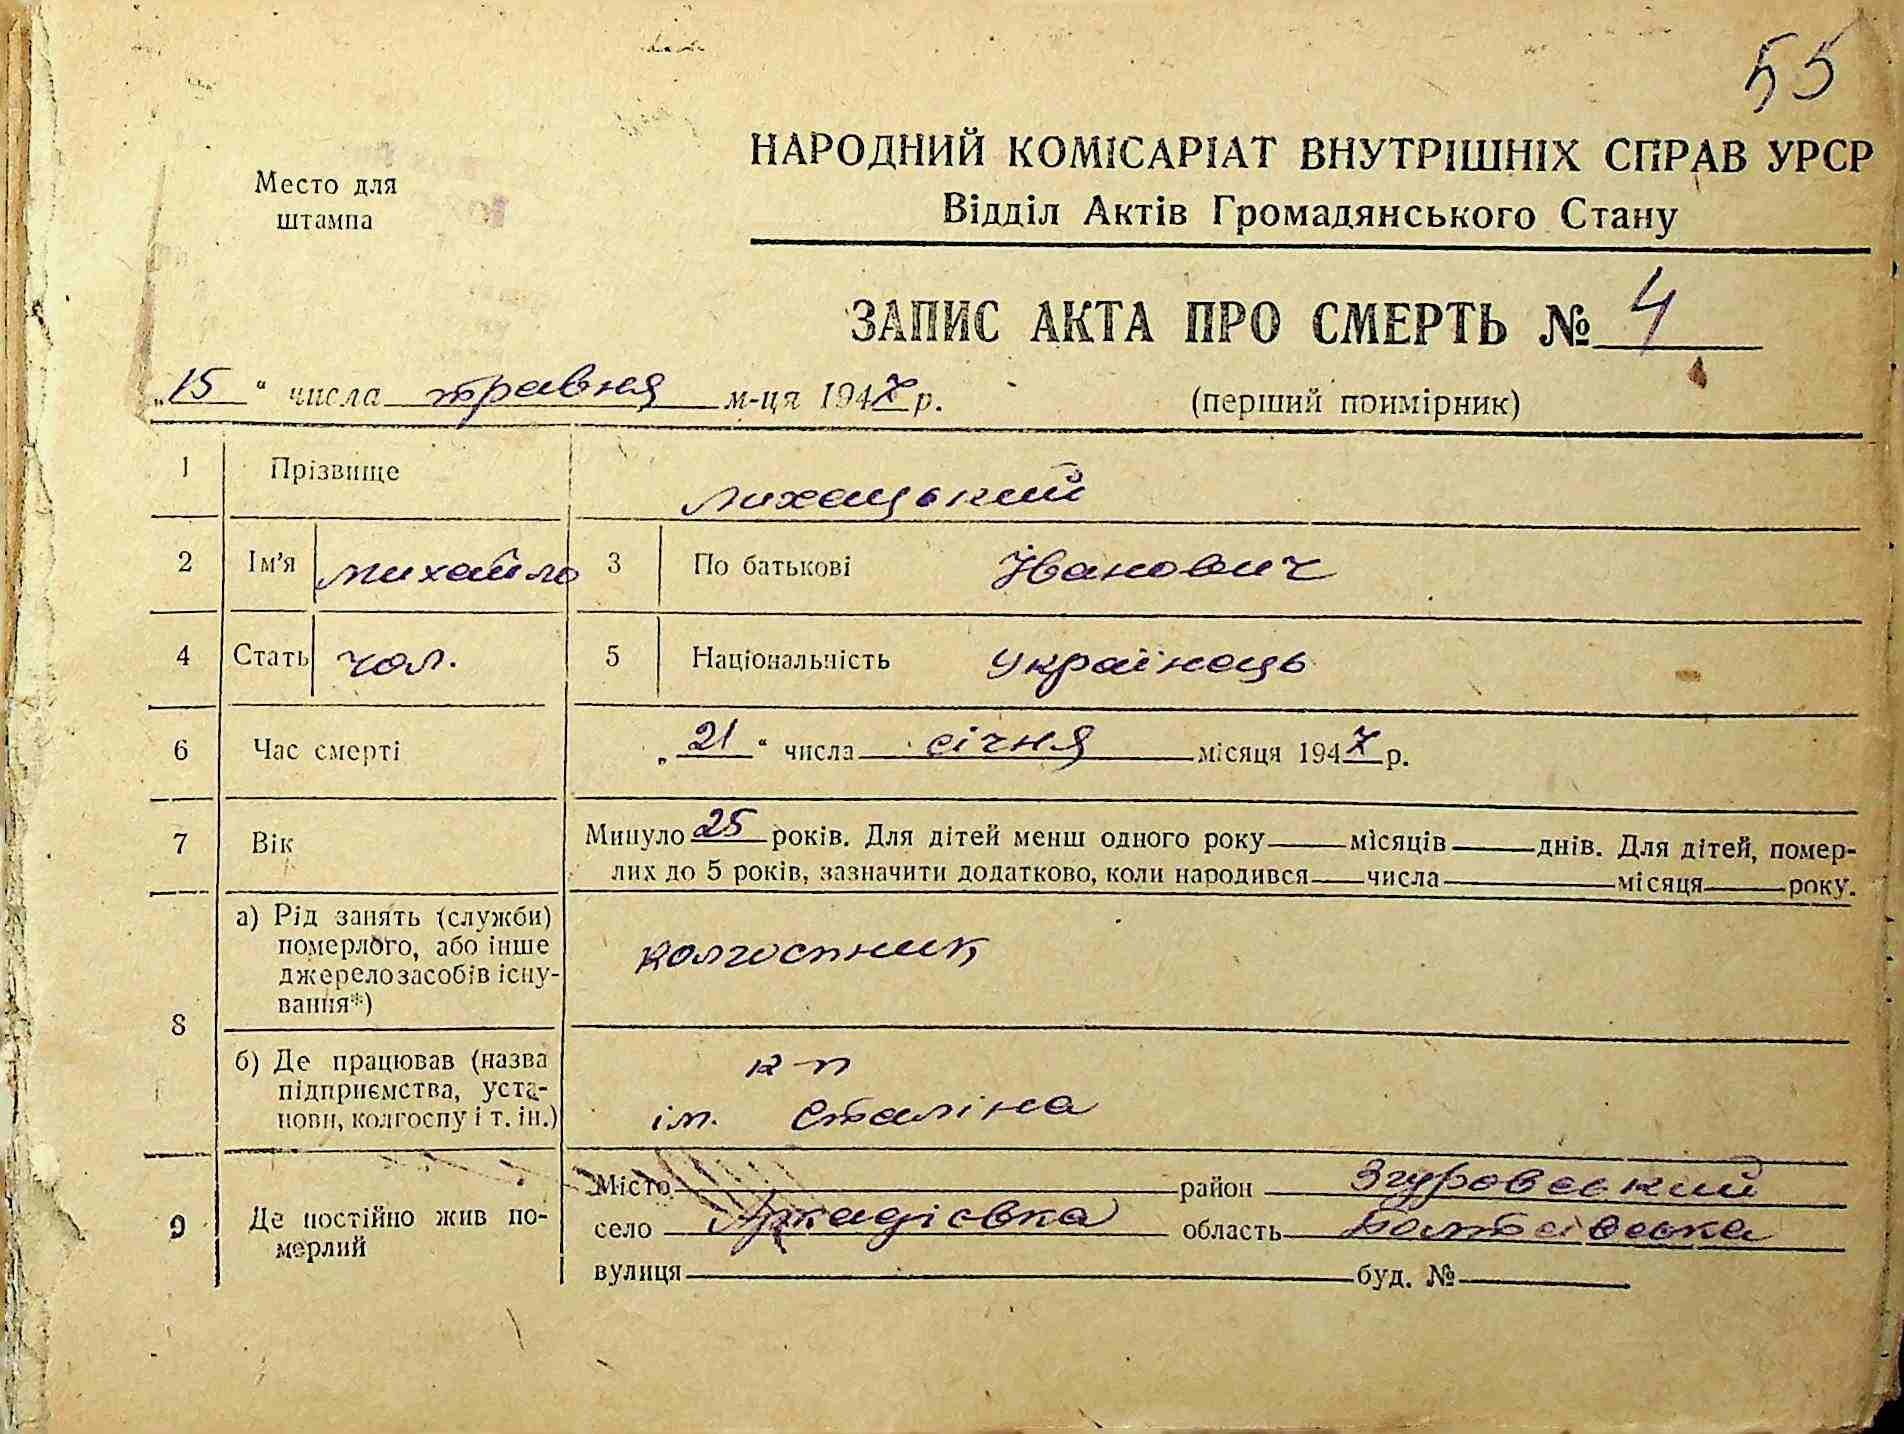 55
Место для
штампа
НАРОДНИЙ КОМІСАРІАТ ВНУТРІШНІХ СПРАВ УРСР
Відділ Актів Громадянського Стану
ЗАПИС АКТА ПРО СМЕРТЬ № 4
„15“ числа травня м-ця 1947 р. (перший поимірник)
1 Прізвище
2 Ім'я михайло 3 По батькові Іванович
4 Стать чол. 5 Національність українець
6 Час смерті „21“ числа січня місяця 1947 р.
7 Вік Минуло 25 років. Для дітей менш одного року місяців днів. Для дітей, помер-
лих до 5 років, зазначити додатково, коли народився числа місяця року.
8 а) Рід занять (служби)
померлого, або інше
джерело засобів існу-
вання*)
колгоспник
б) Де працював (назва
підприємства, уста-
нови, колгоспу і т. ін.)
к-п
ім. Сталіна
9 Де постійно жив по-
мерлий
Місто район Згуровський
село Аркадієвка область Полтавська
вулиця буд. №